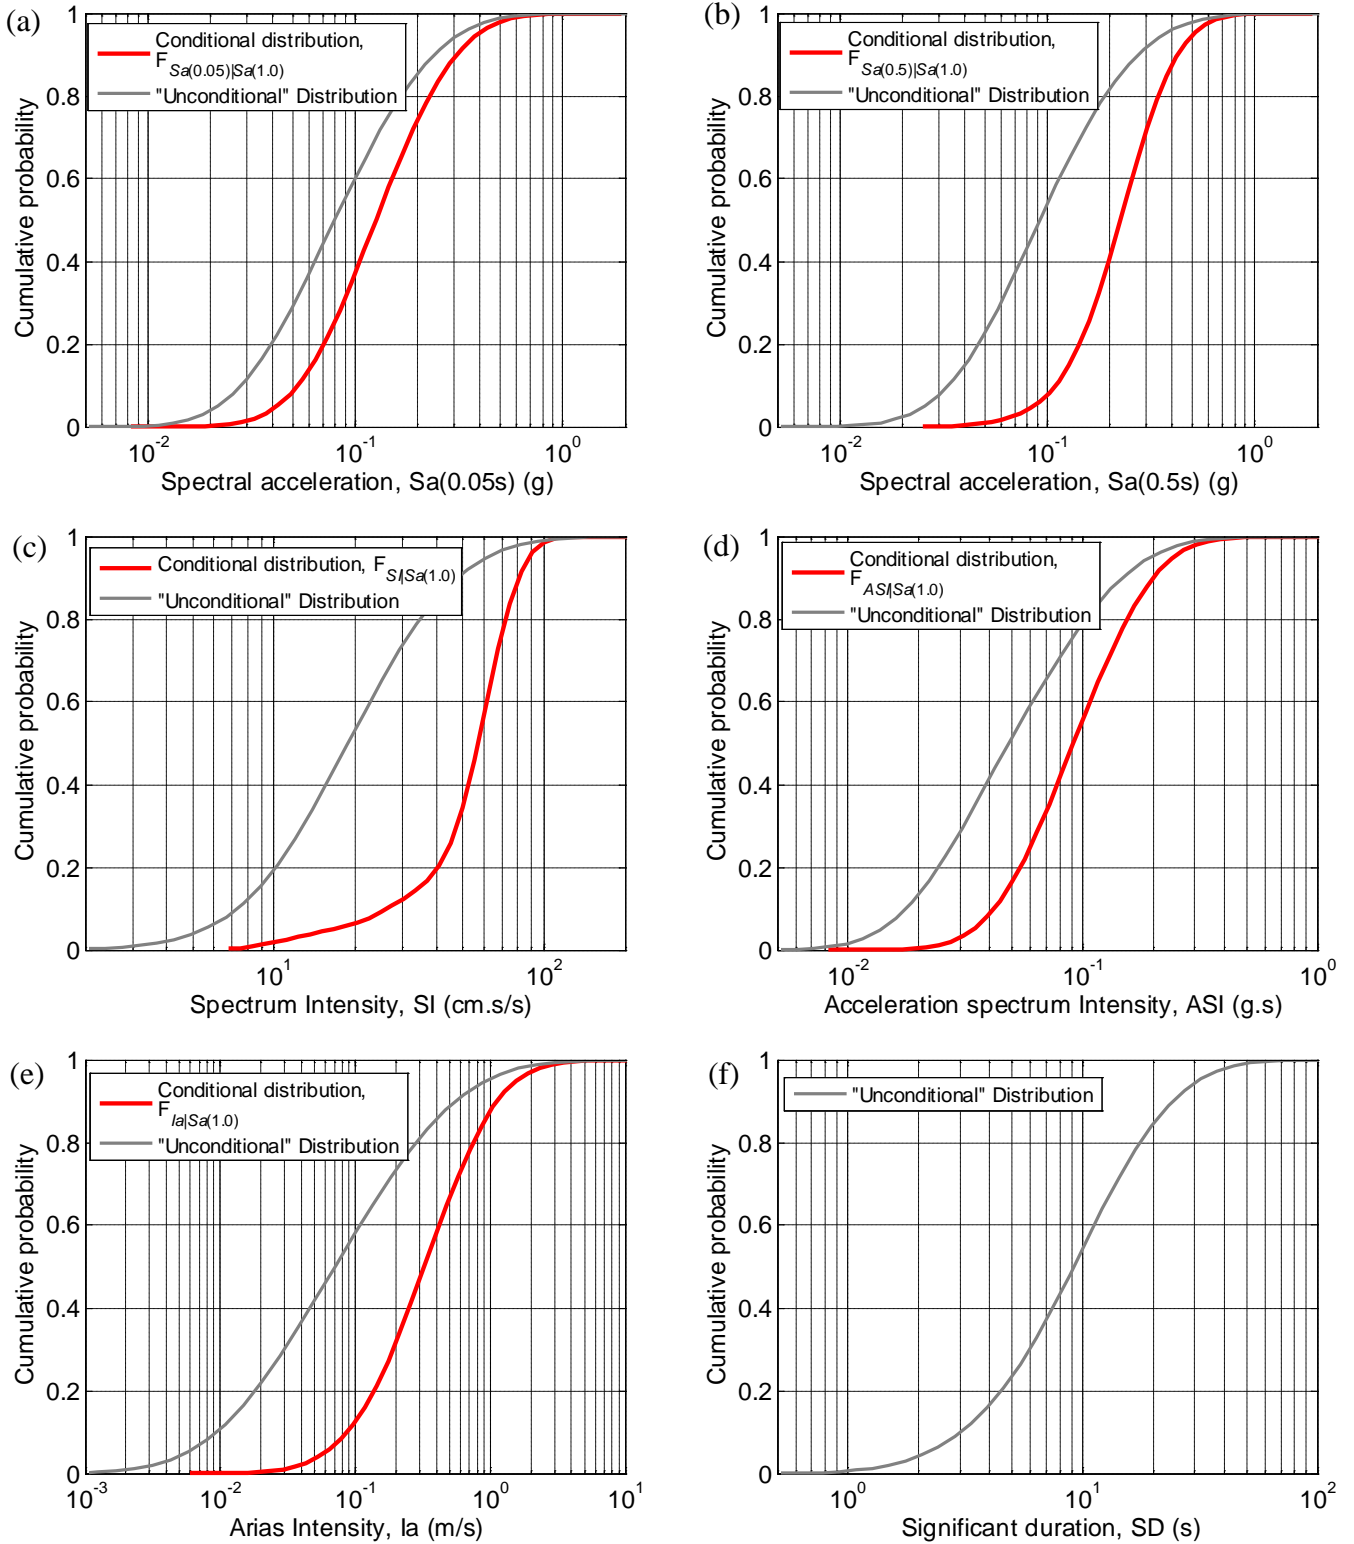 (a)
1
0.8
0.6
0.4
0.2
0
Cumulative probability
Conditional distribution,
F Sa(0.05)|Sa(1.0)
"Unconditional" Distribution
10^-2 10^-1 10^0
Spectral acceleration, Sa(0.05s) (g)
(b)
1
0.8
0.6
0.4
0.2
0
Cumulative probability
Conditional distribution,
F Sa(0.5)|Sa(1.0)
"Unconditional" Distribution
10^-2 10^-1 10^0
Spectral acceleration, Sa(0.5s) (g)
(c)
1
0.8
0.6
0.4
0.2
0
Cumulative probability
Conditional distribution, F SI|Sa(1.0)
"Unconditional" Distribution
10^1 10^2
Spectrum Intensity, SI (cm.s/s)
(d)
1
0.8
0.6
0.4
0.2
0
Cumulative probability
Conditional distribution,
F ASI|Sa(1.0)
"Unconditional" Distribution
10^-2 10^-1 10^0
Acceleration spectrum Intensity, ASI (g.s)
(e)
1
0.8
0.6
0.4
0.2
0
Cumulative probability
Conditional distribution,
F Ia|Sa(1.0)
"Unconditional" Distribution
10^-3 10^-2 10^-1 10^0 10^1
Arias Intensity, Ia (m/s)
(f)
1
0.8
0.6
0.4
0.2
0
Cumulative probability
"Unconditional" Distribution
10^0 10^1 10^2
Significant duration, SD (s)